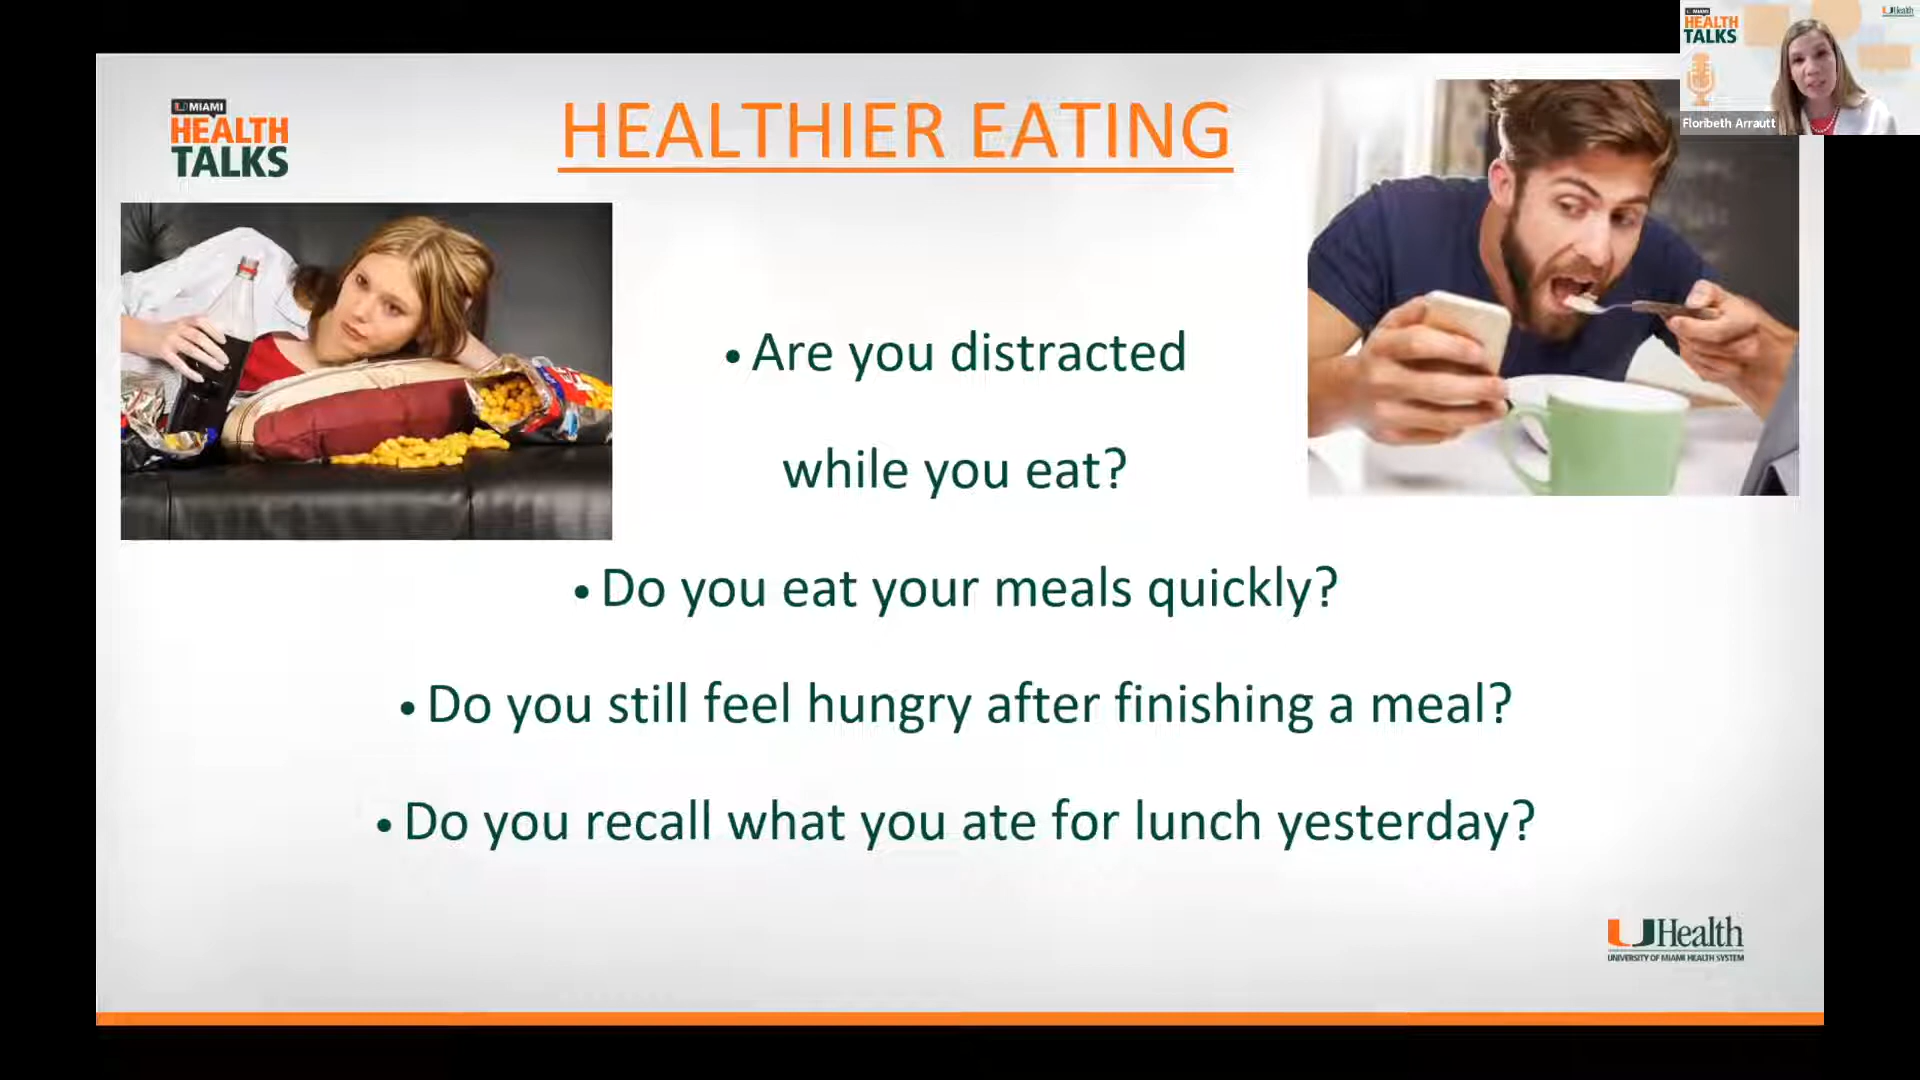 MIAMI
HEALTH
TALKS
HEALTHIER EATING
MIAMI
HEALTH
TALKS
UHealth
Floribeth Arrautt
• Are you distracted
while you eat?
• Do you eat your meals quickly?
• Do you still feel hungry after finishing a meal?
• Do you recall what you ate for lunch yesterday?
UHealth
UNIVERSITY OF MIAMI HEALTH SYSTEM